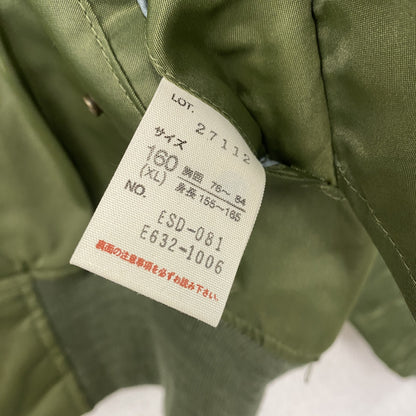 LOT. 27112
サイズ
160 胸囲 76~ 84
(XL) 身長 155~165
NO. ESD-081
E632-1006
裏面の注意事項を必ずお読み下さい。